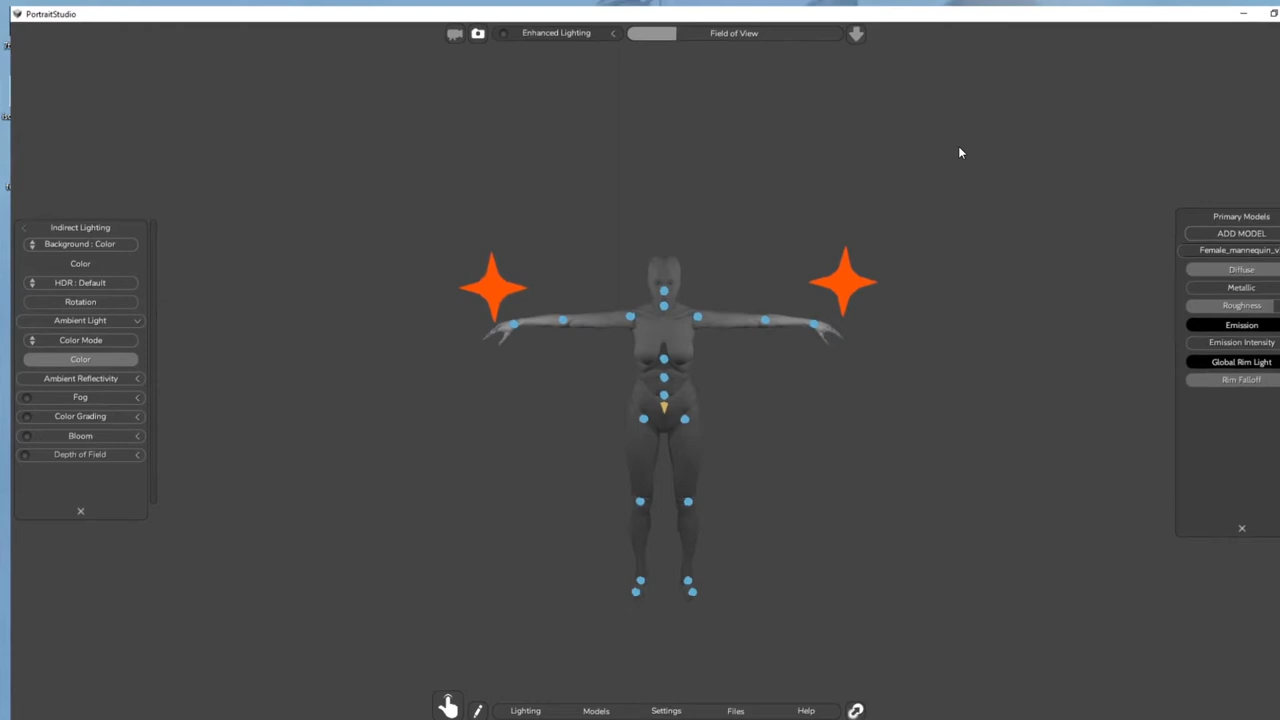 PortraitStudio
Enhanced Lighting
Field of View
Indirect Lighting
Background : Color
Color
HDR : Default
Rotation
Ambient Light
Color Mode
Color
Ambient Reflectivity
Fog
Color Grading
Bloom
Depth of Field
Primary Models
ADD MODEL
Female_mannequin_v
Diffuse
Metallic
Roughness
Emission
Emission Intensity
Global Rim Light
Rim Falloff
Lighting
Models
Settings
Files
Help